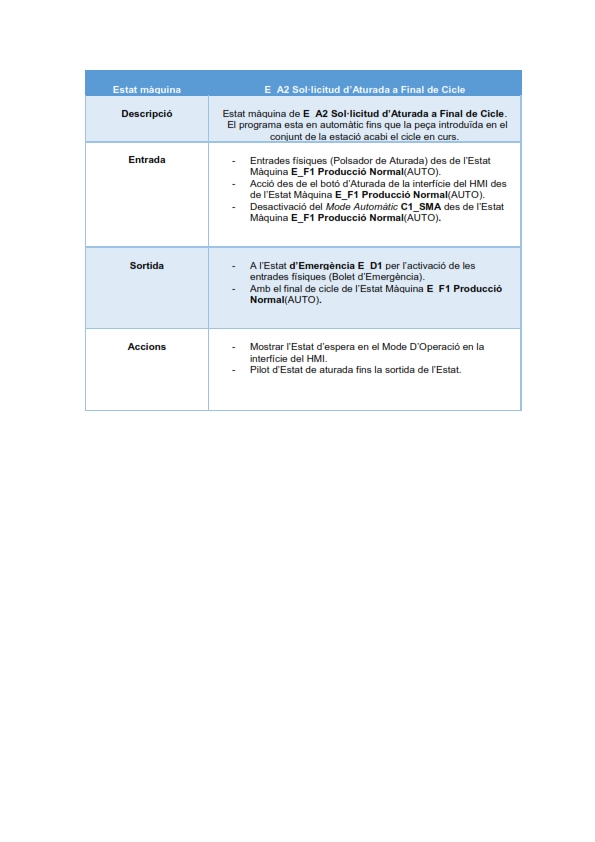 Estat màquina E_A2 Sol·licitud d’Aturada a Final de Cicle
Descripció Estat màquina de E_A2 Sol·licitud d’Aturada a Final de Cicle.
El programa esta en automàtic fins que la peça introduïda en el
conjunt de la estació acabi el cicle en curs.
Entrada - Entrades físiques (Polsador de Aturada) des de l’Estat
Màquina E_F1 Producció Normal(AUTO).
- Acció des de el botó d’Aturada de la interfície del HMI des
de l’Estat Màquina E_F1 Producció Normal(AUTO).
- Desactivació del Mode Automàtic C1_SMA des de l’Estat
Màquina E_F1 Producció Normal(AUTO).
Sortida - A l’Estat d’Emergència E_D1 per l’activació de les
entrades físiques (Bolet d’Emergència).
- Amb el final de cicle de l’Estat Màquina E_F1 Producció
Normal(AUTO).
Accions - Mostrar l’Estat d’espera en el Mode D’Operació en la
interfície del HMI.
- Pilot d’Estat de aturada fins la sortida de l’Estat.